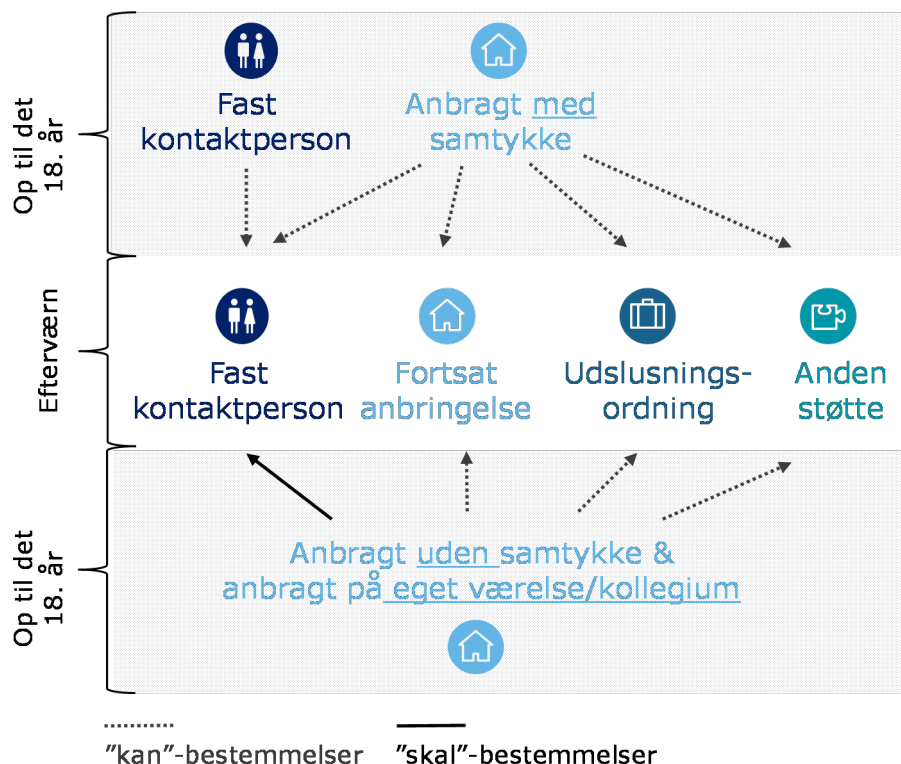 Op til det
18. år
Fast
kontaktperson
Anbragt med
samtykke
Efterværn
Fast
kontaktperson
Fortsat
anbringelse
Udslusnings-
ordning
Anden
støtte
Op til det
18. år
Anbragt uden samtykke &
anbragt på eget værelse/kollegium
"kan"-bestemmelser
"skal"-bestemmelser